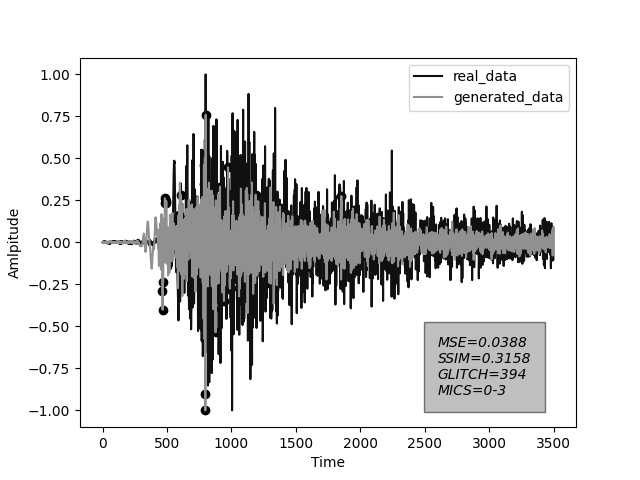 real_data
generated_data
1.00
0.75
0.50
0.25
0.00
−0.25
−0.50
−0.75
−1.00
Amlpitude
MSE=0.0388
SSIM=0.3158
GLITCH=394
MICS=0-3
0 500 1000 1500 2000 2500 3000 3500
Time